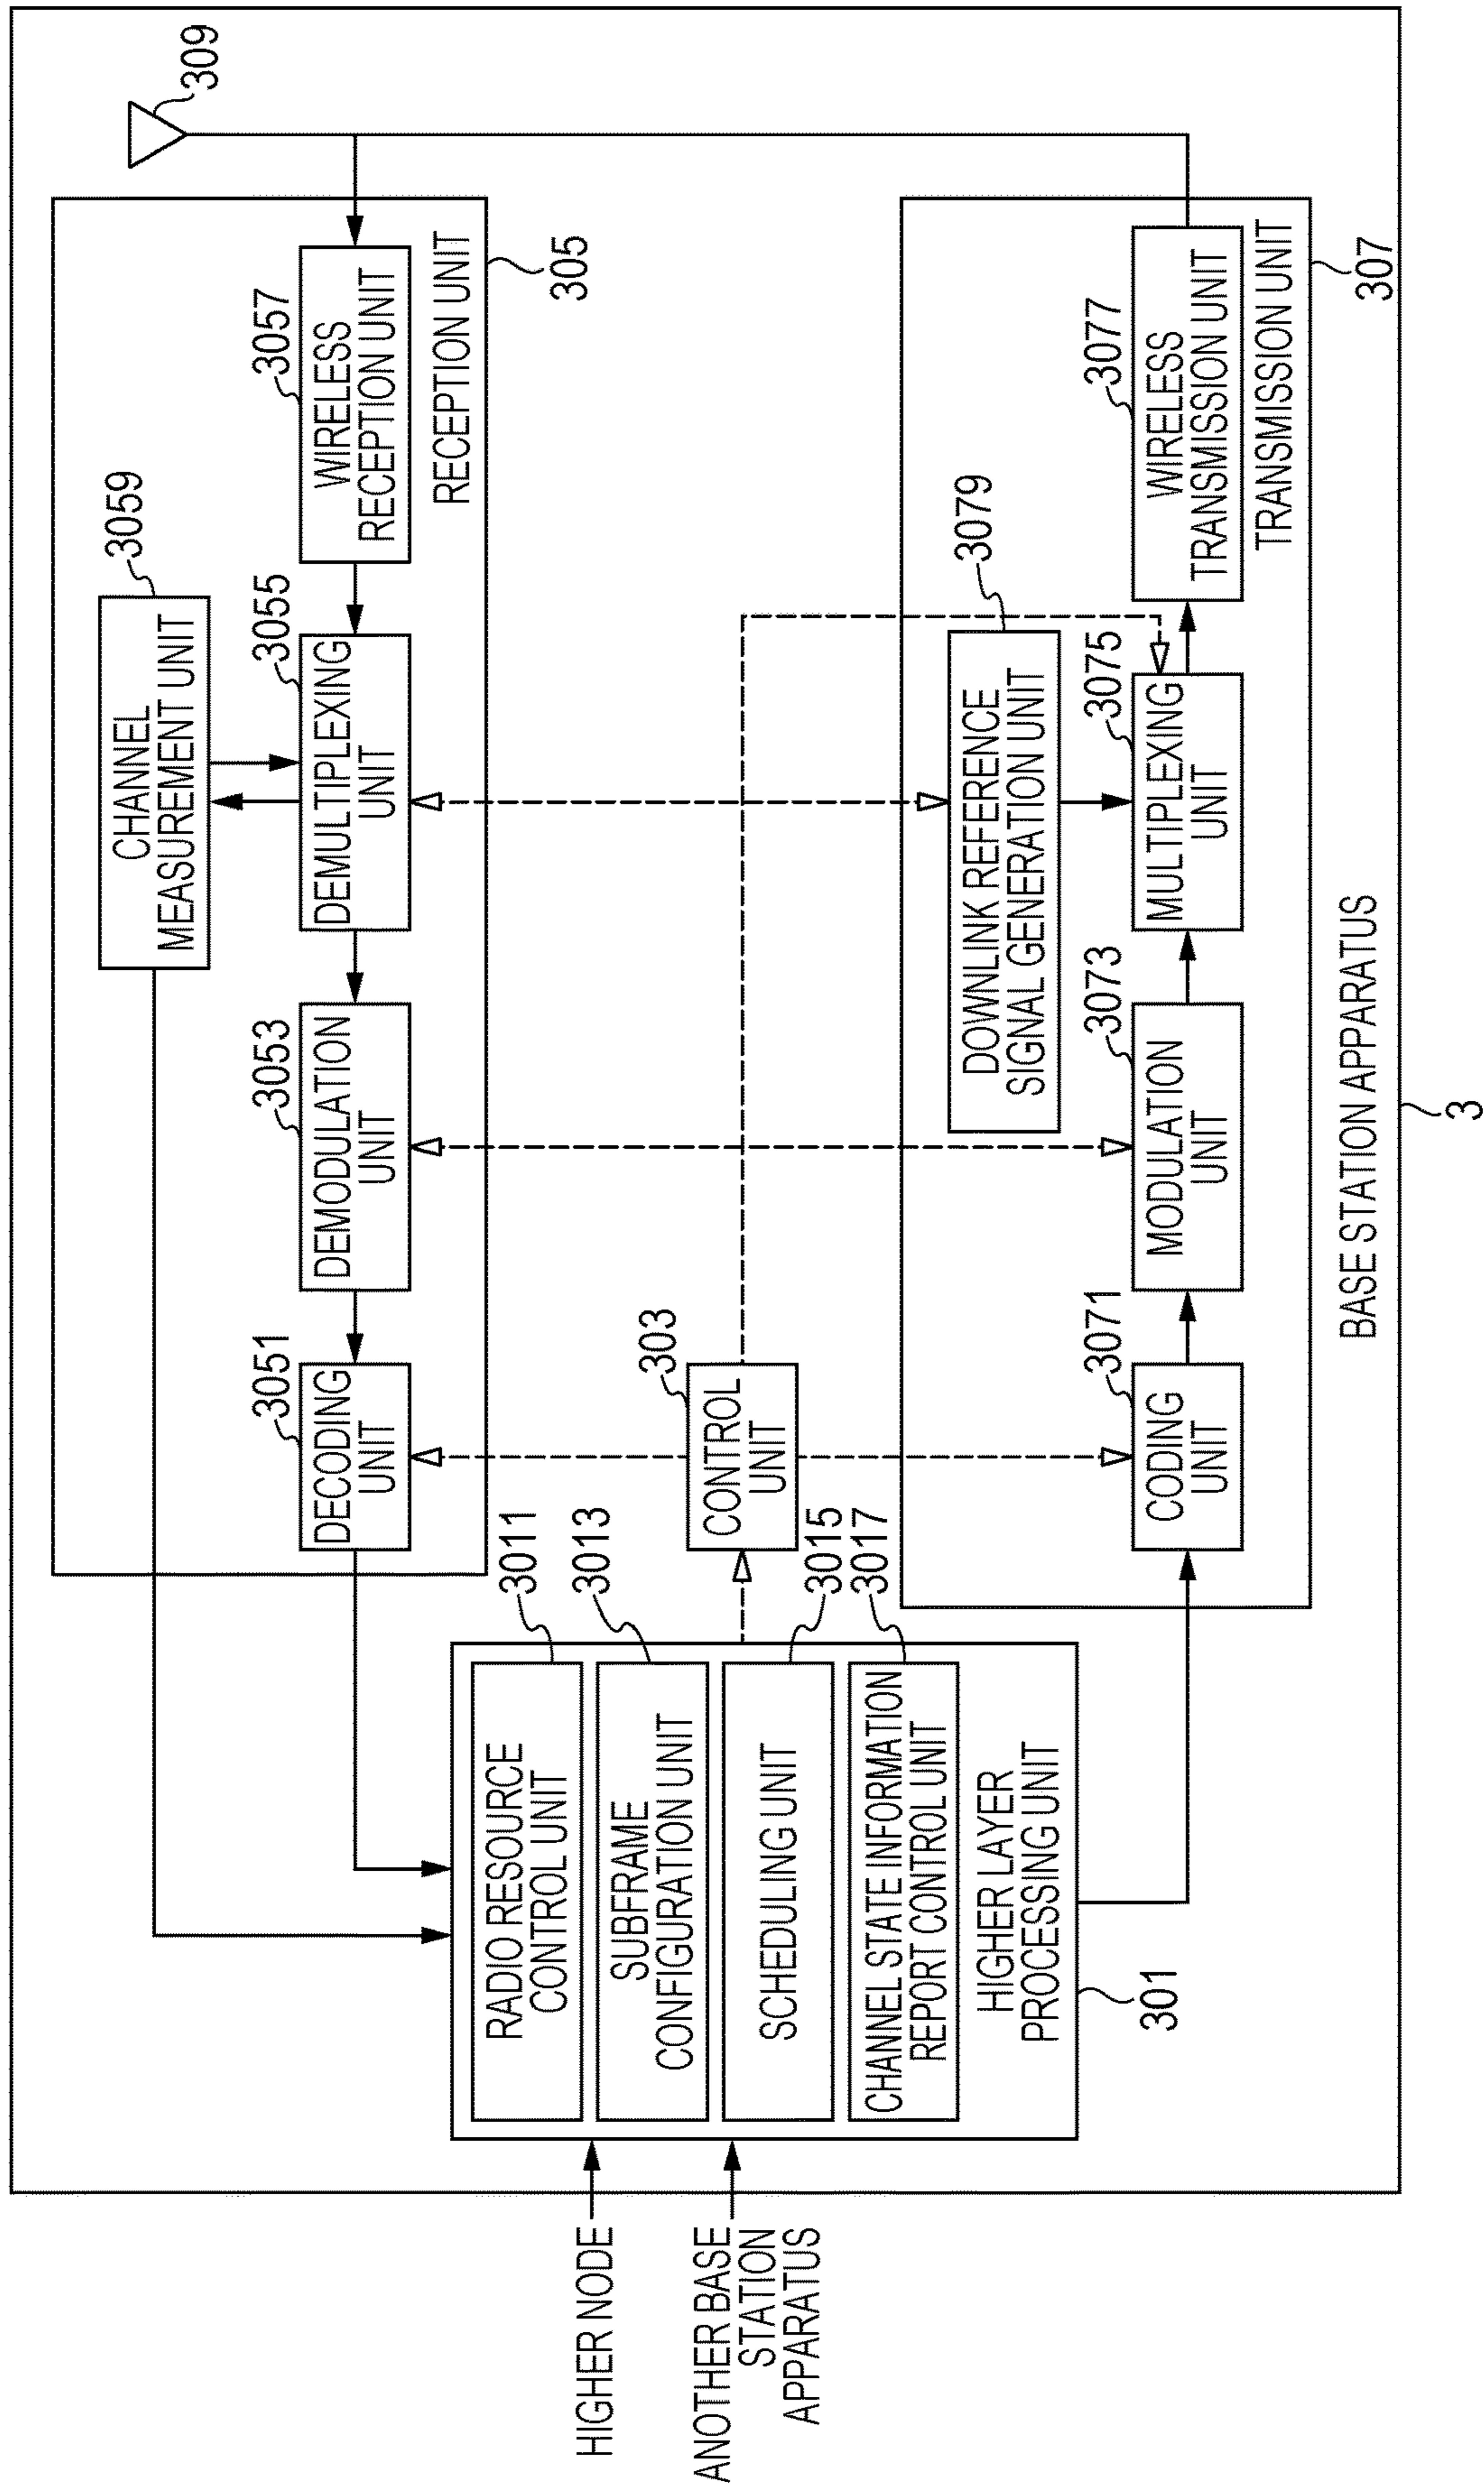 309
3059
CHANNEL
MEASUREMENT UNIT
3051
DECODING
UNIT
3053
DEMODULATION
UNIT
3055
DEMULTIPLEXING
UNIT
3057
WIRELESS
RECEPTION UNIT
RECEPTION UNIT
305
HIGHER NODE
ANOTHER BASE
STATION
APPARATUS
RADIO RESOURCE
CONTROL UNIT
3011
SUBFRAME
CONFIGURATION UNIT
3013
SCHEDULING UNIT
3015
CHANNEL STATE INFORMATION
REPORT CONTROL UNIT
3017
HIGHER LAYER
PROCESSING UNIT
301
303
CONTROL
UNIT
3079
DOWNLINK REFERENCE
SIGNAL GENERATION UNIT
3071
CODING
UNIT
3073
MODULATION
UNIT
3075
MULTIPLEXING
UNIT
3077
WIRELESS
TRANSMISSION UNIT
TRANSMISSION UNIT
307
BASE STATION APPARATUS
3